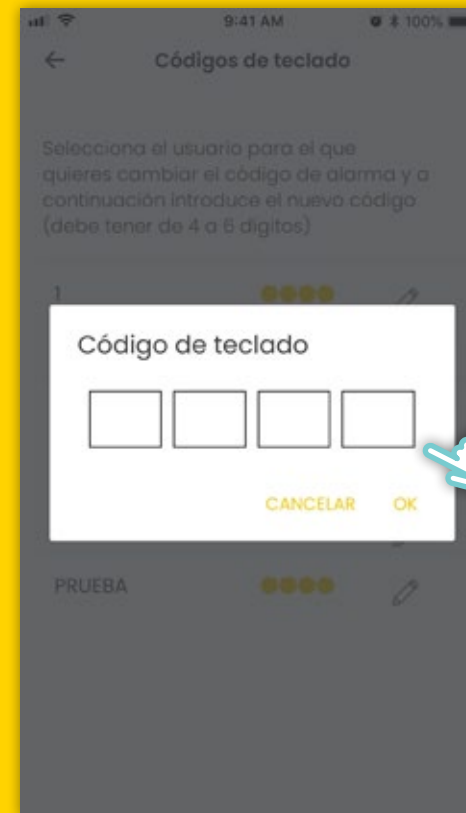 9:41 AM
100%
Códigos de teclado
Selecciona el usuario para el que
quieres cambiar el código de alarma y a
continuación introduce el nuevo código
(debe tener de 4 a 6 dígitos)
1
Código de teclado
CANCELAR OK
PRUEBA